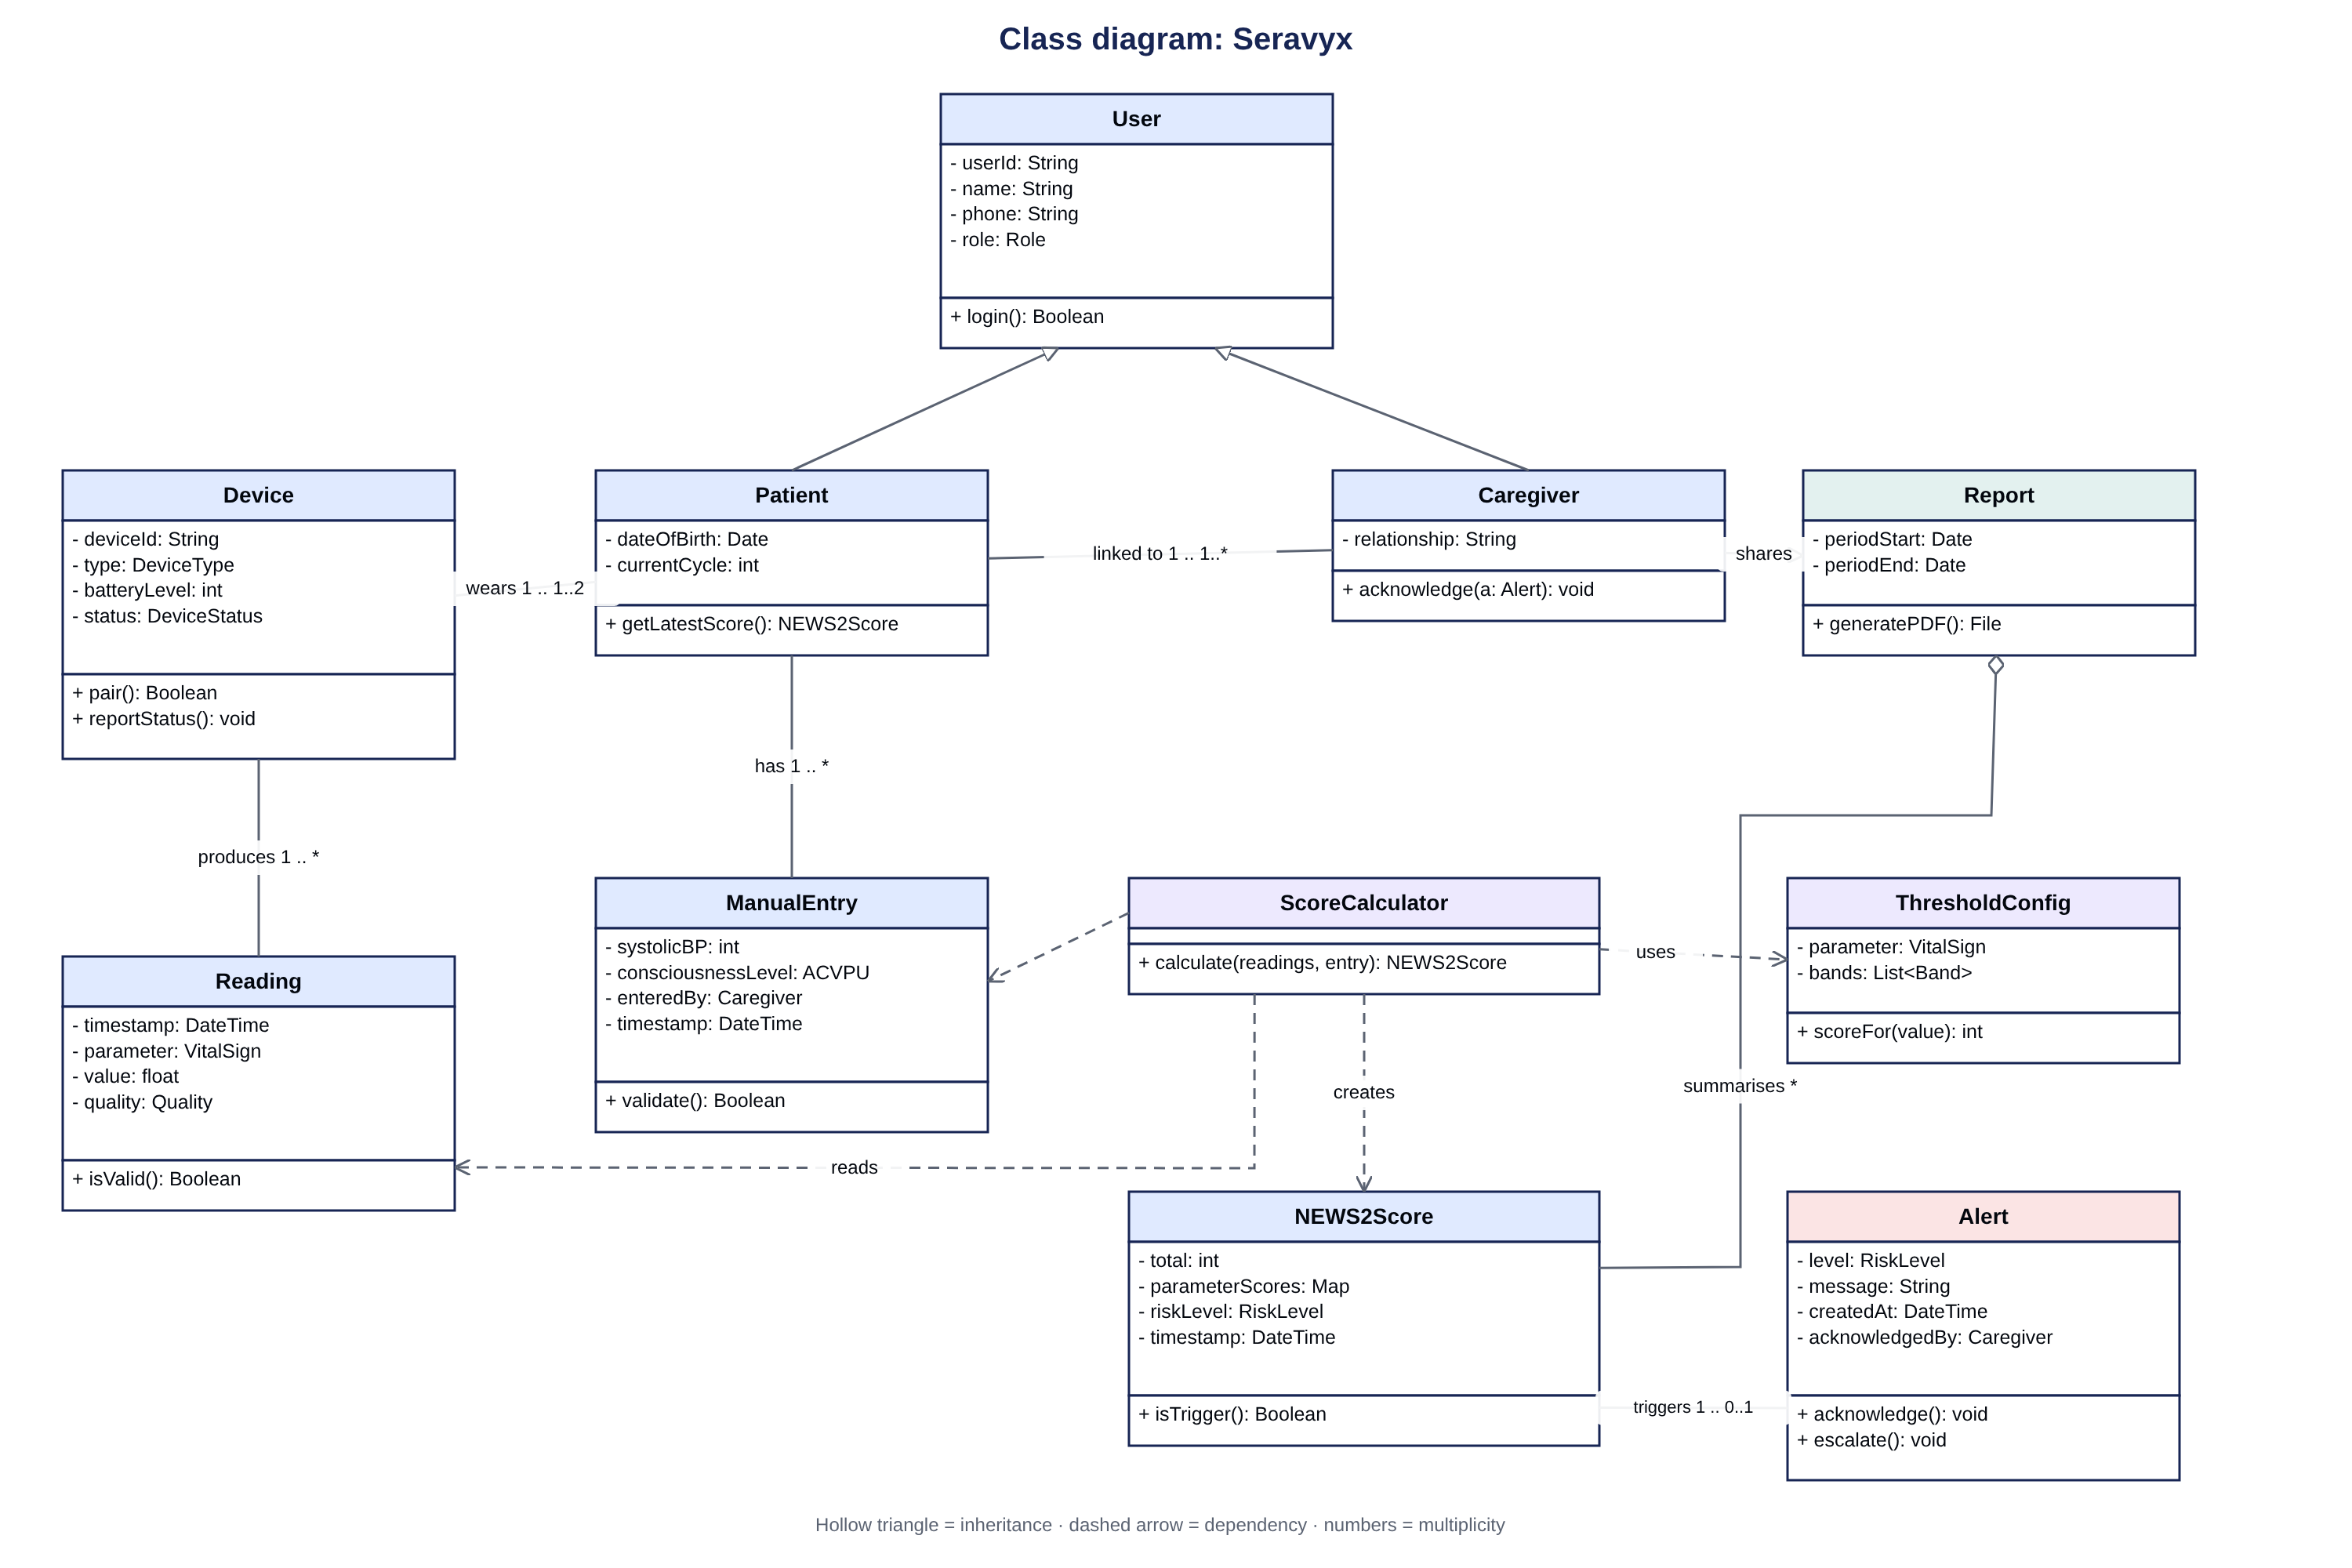 Class diagram: Seravyx
User
- userId: String
- name: String
- phone: String
- role: Role
+ login(): Boolean
Device
- deviceId: String
- type: DeviceType
- batteryLevel: int
- status: DeviceStatus
+ pair(): Boolean
+ reportStatus(): void
wears 1 .. 1..2
Patient
- dateOfBirth: Date
- currentCycle: int
+ getLatestScore(): NEWS2Score
linked to 1 .. 1..*
Caregiver
- relationship: String
+ acknowledge(a: Alert): void
shares
Report
- periodStart: Date
- periodEnd: Date
+ generatePDF(): File
has 1 .. *
produces 1 .. *
Reading
- timestamp: DateTime
- parameter: VitalSign
- value: float
- quality: Quality
+ isValid(): Boolean
ManualEntry
- systolicBP: int
- consciousnessLevel: ACVPU
- enteredBy: Caregiver
- timestamp: DateTime
+ validate(): Boolean
ScoreCalculator
+ calculate(readings, entry): NEWS2Score
uses
ThresholdConfig
- parameter: VitalSign
- bands: List<Band>
+ scoreFor(value): int
creates
summarises *
reads
NEWS2Score
- total: int
- parameterScores: Map
- riskLevel: RiskLevel
- timestamp: DateTime
+ isTrigger(): Boolean
triggers 1 .. 0..1
Alert
- level: RiskLevel
- message: String
- createdAt: DateTime
- acknowledgedBy: Caregiver
+ acknowledge(): void
+ escalate(): void
Hollow triangle = inheritance · dashed arrow = dependency · numbers = multiplicity